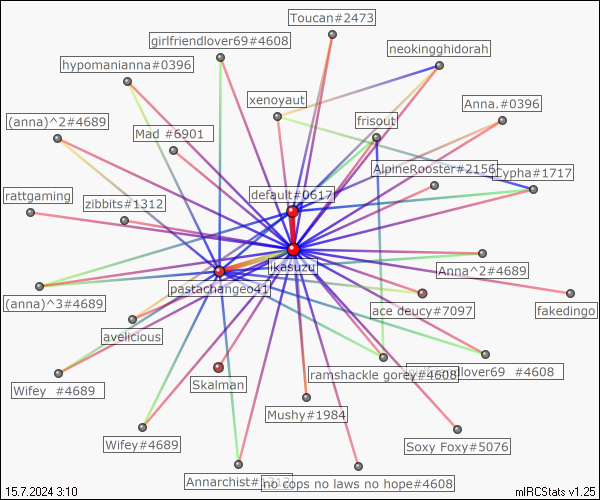 Toucan#2473
girlfriendlover69#4608
neokingghidorah
hypomanianna#0396
xenoyaut
Anna.#0396
(anna)^2#4689
Mad #6901
frisout
AlpineRooster#2156
Cypha#1717
rattgaming
zibbits#1312
default#0617
jikasuzu
Anna^2#4689
pastachangeo41
(anna)^3#4689
ace deucy#7097
fakedingo
avelicious
Wifey #4689
Skalman
ramshackle gorey#4608
#4608
Mushy#1984
Wifey#4689
Soxy Foxy#5076
Annarchist#
no cops no laws no hope#4608
15.7.2024 3:10
mIRCStats v1.25